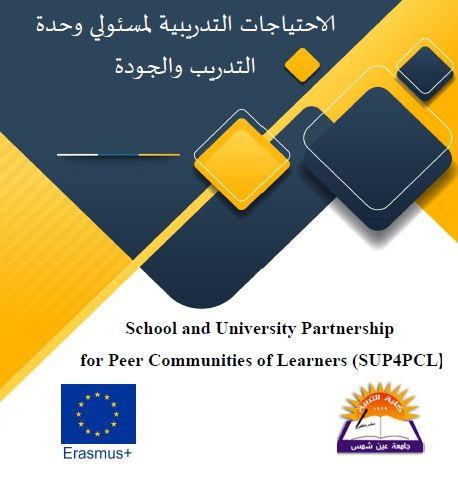 الاحتياجات التدريبية لمسئولي وحدة
التدريب والجودة
School and University Partnership
for Peer Communities of Learners (SUP4PCL)
Erasmus+
كلية التربية
١٩٢٩
جامعة عين شمس